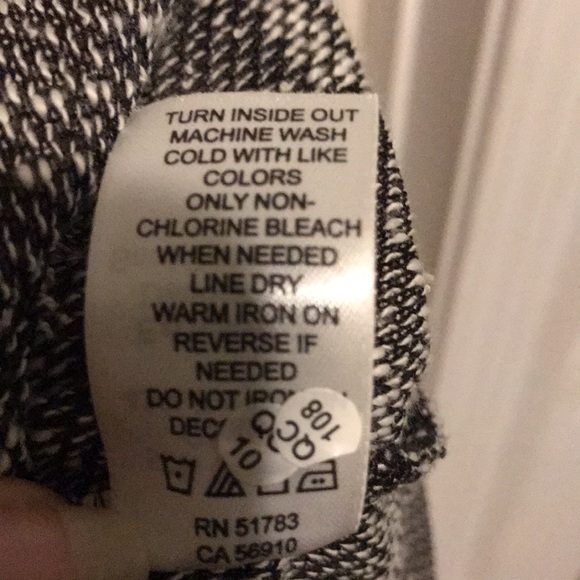 TURN INSIDE OUT
MACHINE WASH
COLD WITH LIKE
COLORS
ONLY NON-
CHLORINE BLEACH
WHEN NEEDED
LINE DRY
WARM IRON ON
REVERSE IF
NEEDED
DO NOT
108
QC
10
RN 51783
CA 56910